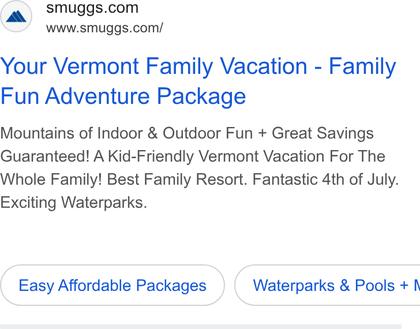 smuggs.com
www.smuggs.com/
Your Vermont Family Vacation - Family
Fun Adventure Package
Mountains of Indoor & Outdoor Fun + Great Savings
Guaranteed! A Kid-Friendly Vermont Vacation For The
Whole Family! Best Family Resort. Fantastic 4th of July.
Exciting Waterparks.
Easy Affordable Packages
Waterparks & Pools +